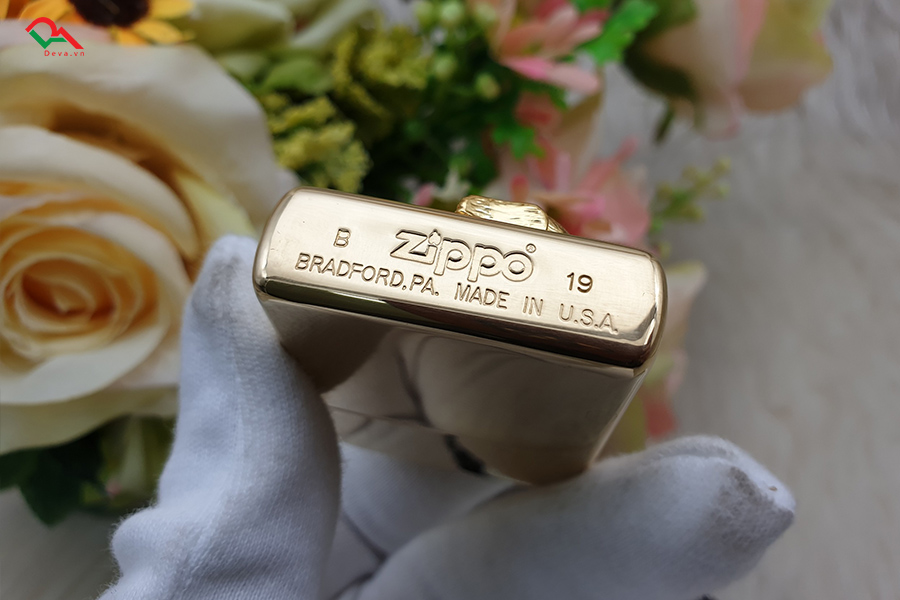 Deva.vn
B zippo 19
BRADFORD.PA. MADE IN U.S.A.